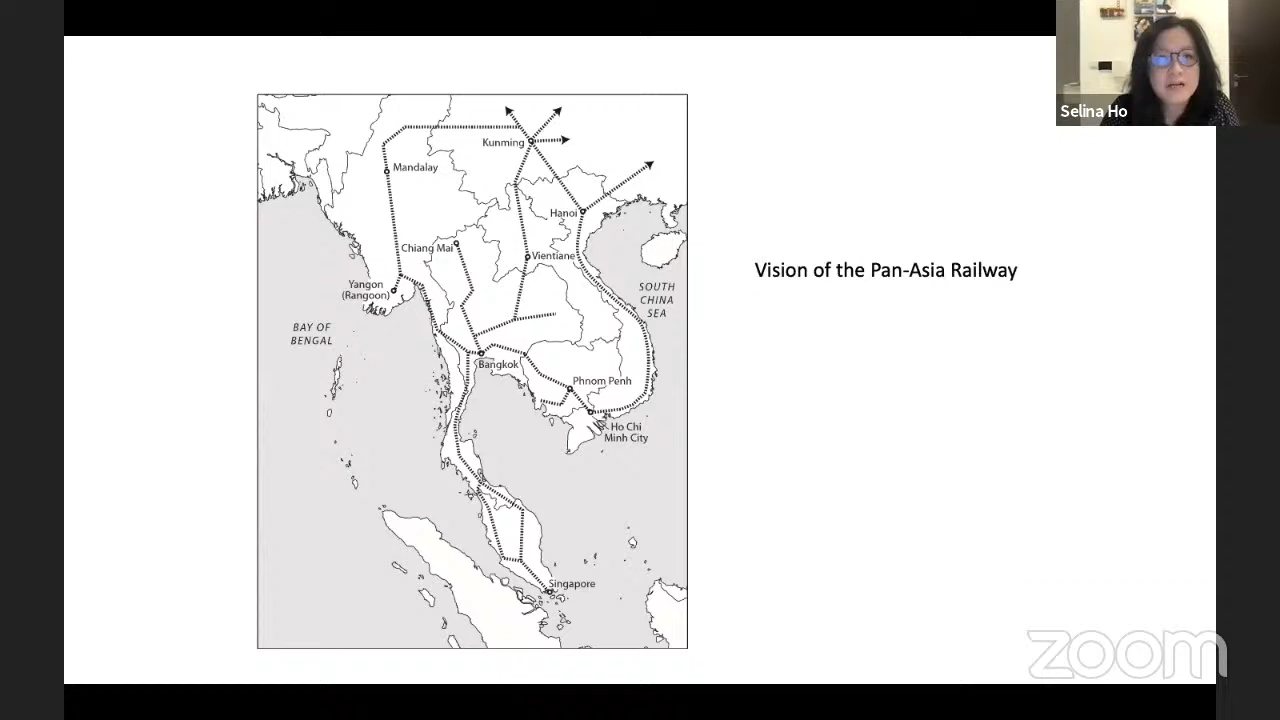 Selina Ho
Kunming
Mandalay
Hanoi
Chiang Mai
Vientiane
Yangon
(Rangoon)
SOUTH
CHINA
SEA
BAY OF
BENGAL
Bangkok
Phnom Penh
Ho Chi
Minh City
Singapore
Vision of the Pan-Asia Railway
zoom